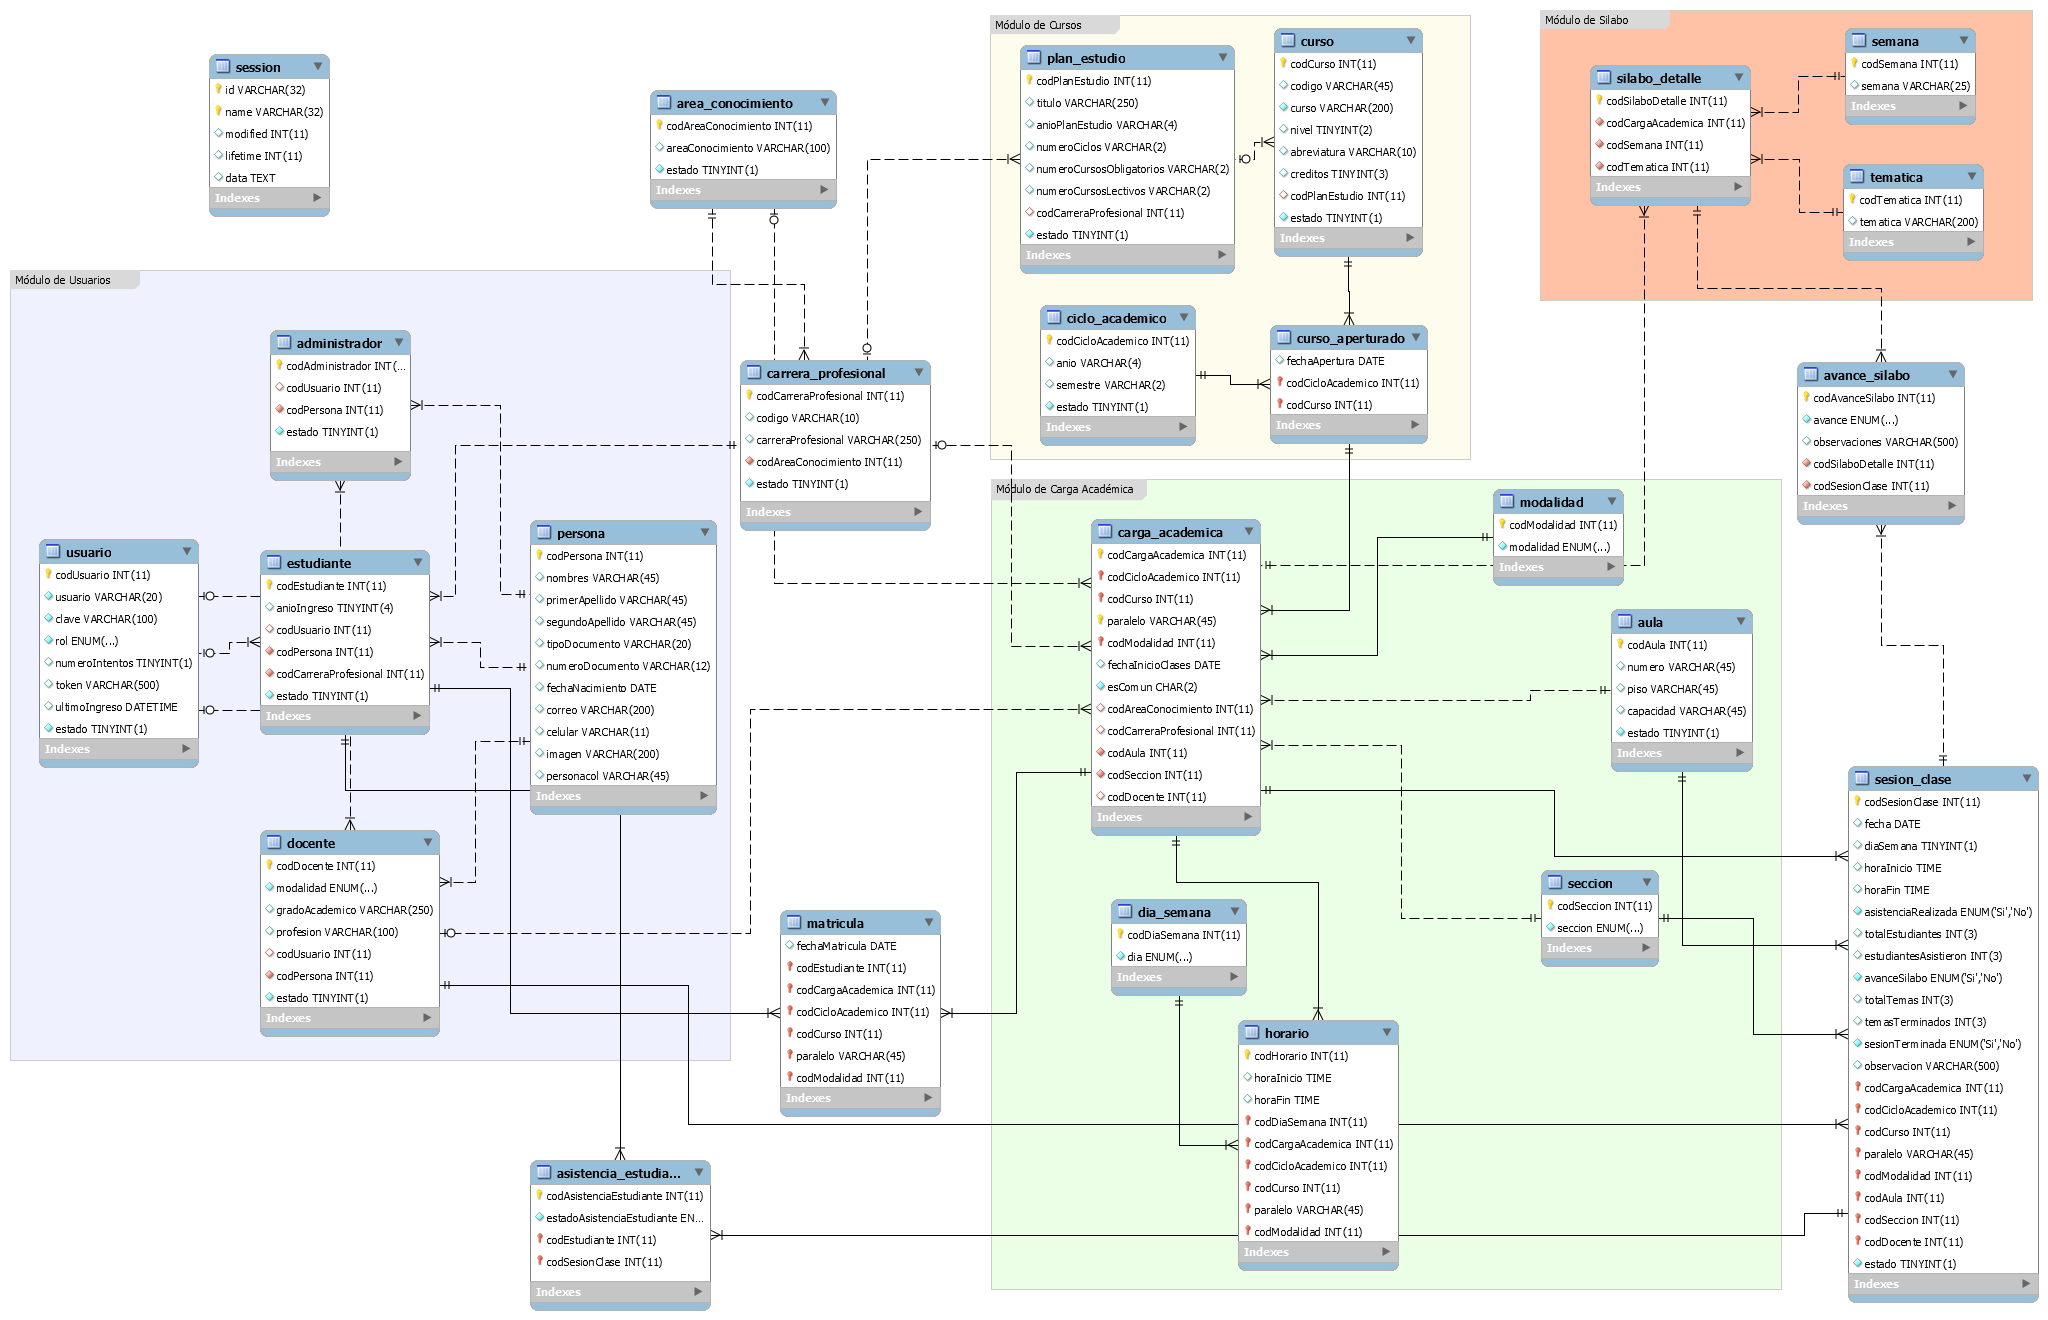 session
id VARCHAR(32)
name VARCHAR(32)
modified INT(11)
lifetime INT(11)
data TEXT
Indexes
area_conocimiento
codAreaConocimiento INT(11)
areaConocimiento VARCHAR(100)
estado TINYINT(1)
Indexes
Módulo de Cursos
plan_estudio
codPlanEstudio INT(11)
titulo VARCHAR(250)
anioPlanEstudio VARCHAR(4)
numeroCiclos VARCHAR(2)
numeroCursosObligatorios VARCHAR(2)
numeroCursosLectivos VARCHAR(2)
codCarreraProfesional INT(11)
estado TINYINT(1)
Indexes
curso
codCurso INT(11)
codigo VARCHAR(45)
curso VARCHAR(200)
nivel TINYINT(2)
abreviatura VARCHAR(10)
creditos TINYINT(3)
codPlanEstudio INT(11)
estado TINYINT(1)
Indexes
ciclo_academico
codCicloAcademico INT(11)
anio VARCHAR(4)
semestre VARCHAR(2)
estado TINYINT(1)
Indexes
curso_aperturado
fechaApertura DATE
codCicloAcademico INT(11)
codCurso INT(11)
Indexes
Módulo de Silabo
silabo_detalle
codSilaboDetalle INT(11)
codCargaAcademica INT(11)
codSemana INT(11)
codTematica INT(11)
Indexes
semana
codSemana INT(11)
semana VARCHAR(25)
Indexes
tematica
codTematica INT(11)
tematica VARCHAR(200)
Indexes
avance_silabo
codAvanceSilabo INT(11)
avance ENUM(...)
observaciones VARCHAR(500)
codSilaboDetalle INT(11)
codSesionClase INT(11)
Indexes
Módulo de Usuarios
administrador
codAdministrador INT(...
codUsuario INT(11)
codPersona INT(11)
estado TINYINT(1)
Indexes
usuario
codUsuario INT(11)
usuario VARCHAR(20)
clave VARCHAR(100)
rol ENUM(...)
numeroIntentos TINYINT(1)
token VARCHAR(500)
ultimoIngreso DATETIME
estado TINYINT(1)
Indexes
estudiante
codEstudiante INT(11)
anioIngreso TINYINT(4)
codUsuario INT(11)
codPersona INT(11)
codCarreraProfesional INT(11)
estado TINYINT(1)
Indexes
persona
codPersona INT(11)
nombres VARCHAR(45)
primerApellido VARCHAR(45)
segundoApellido VARCHAR(45)
tipoDocumento VARCHAR(20)
numeroDocumento VARCHAR(12)
fechaNacimiento DATE
correo VARCHAR(200)
celular VARCHAR(11)
imagen VARCHAR(200)
personacol VARCHAR(45)
Indexes
docente
codDocente INT(11)
modalidad ENUM(...)
gradoAcademico VARCHAR(250)
profesion VARCHAR(100)
codUsuario INT(11)
codPersona INT(11)
estado TINYINT(1)
Indexes
carrera_profesional
codCarreraProfesional INT(11)
codigo VARCHAR(10)
carreraProfesional VARCHAR(250)
codAreaConocimiento INT(11)
estado TINYINT(1)
Indexes
matricula
fechaMatricula DATE
codEstudiante INT(11)
codCargaAcademica INT(11)
codCicloAcademico INT(11)
codCurso INT(11)
paralelo VARCHAR(45)
codModalidad INT(11)
Indexes
asistencia_estudia...
codAsistenciaEstudiante INT(11)
estadoAsistenciaEstudiante EN...
codEstudiante INT(11)
codSesionClase INT(11)
Indexes
Módulo de Carga Académica
carga_academica
codCargaAcademica INT(11)
codCicloAcademico INT(11)
codCurso INT(11)
paralelo VARCHAR(45)
codModalidad INT(11)
fechaInicioClases DATE
esComun CHAR(2)
codAreaConocimiento INT(11)
codCarreraProfesional INT(11)
codAula INT(11)
codSeccion INT(11)
codDocente INT(11)
Indexes
modalidad
codModalidad INT(11)
modalidad ENUM(...)
Indexes
aula
codAula INT(11)
numero VARCHAR(45)
piso VARCHAR(45)
capacidad VARCHAR(45)
estado TINYINT(1)
Indexes
seccion
codSeccion INT(11)
seccion ENUM(...)
Indexes
dia_semana
codDiaSemana INT(11)
dia ENUM(...)
Indexes
horario
codHorario INT(11)
horaInicio TIME
horaFin TIME
codDiaSemana INT(11)
codCargaAcademica INT(11)
codCicloAcademico INT(11)
codCurso INT(11)
paralelo VARCHAR(45)
codModalidad INT(11)
Indexes
sesion_clase
codSesionClase INT(11)
fecha DATE
diaSemana TINYINT(1)
horaInicio TIME
horaFin TIME
asistenciaRealizada ENUM('Si','No')
totalEstudiantes INT(3)
estudiantesAsistieron INT(3)
avanceSilabo ENUM('Si','No')
totalTemas INT(3)
temasTerminados INT(3)
sesionTerminada ENUM('Si','No')
observacion VARCHAR(500)
codCargaAcademica INT(11)
codCicloAcademico INT(11)
codCurso INT(11)
paralelo VARCHAR(45)
codModalidad INT(11)
codAula INT(11)
codSeccion INT(11)
codDocente INT(11)
estado TINYINT(1)
Indexes